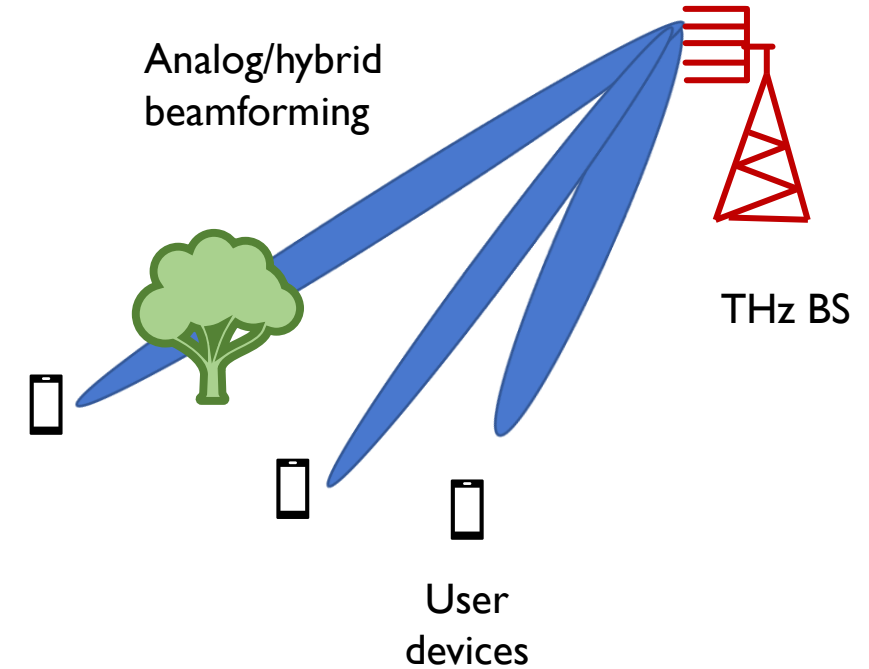 Analog/hybrid
beamforming
THz BS
User
devices